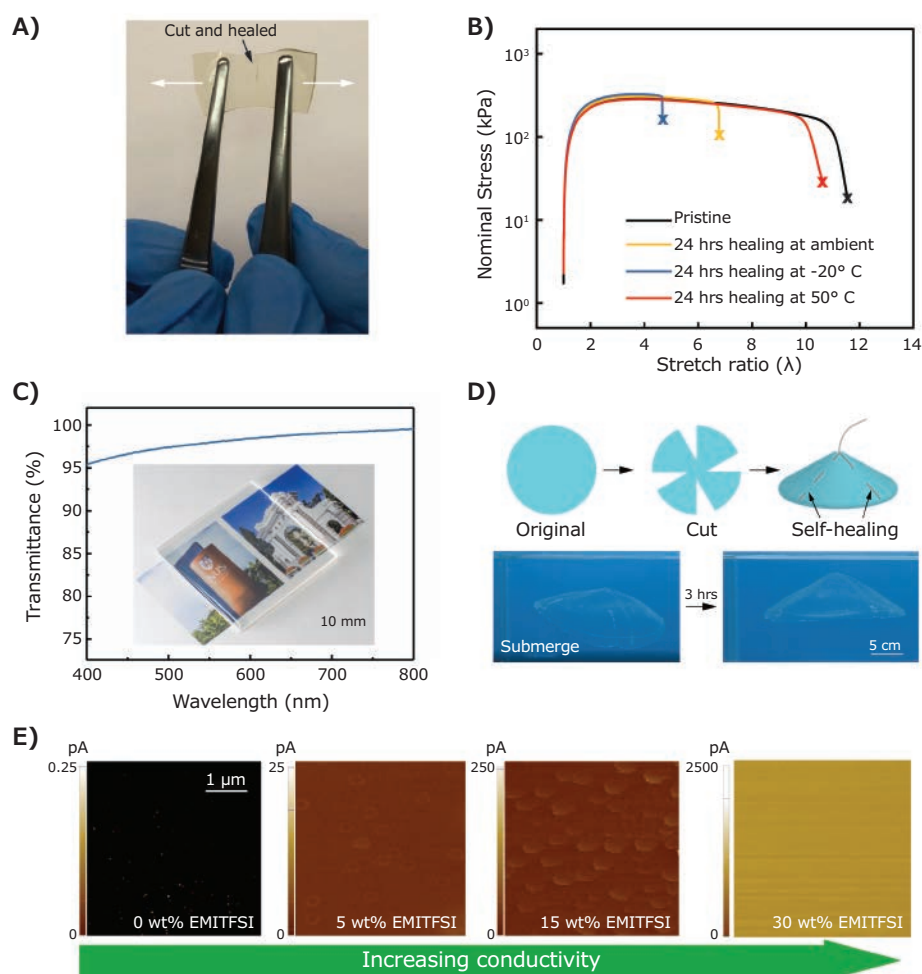 A)
Cut and healed
B)
Nominal Stress (kPa)
10³
10²
10¹
10⁰
Pristine
24 hrs healing at ambient
24 hrs healing at -20° C
24 hrs healing at 50° C
0 2 4 6 8 10 12 14
Stretch ratio (λ)
C)
Transmittance (%)
100
95
94
85
82
80
75
10 mm
400 500 600 700 800
Wavelength (nm)
D)
Original
Cut
Self-healing
Submerge
3 hrs
5 cm
E)
pA
0.25
0
1 μm
0 wt% EMITFSI
pA
25
0
5 wt% EMITFSI
pA
250
0
15 wt% EMITFSI
pA
2500
0
30 wt% EMITFSI
Increasing conductivity